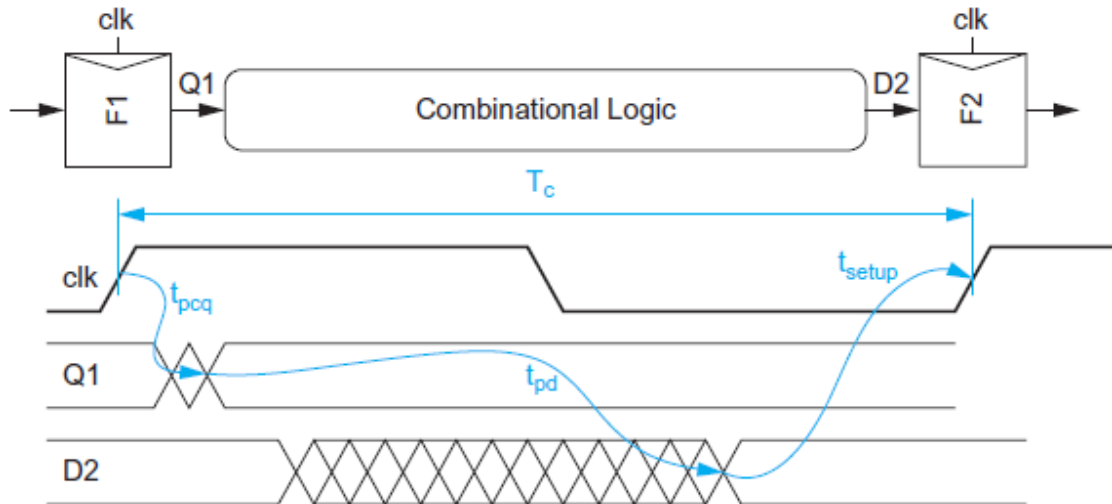 clk
clk
F1
Q1
Combinational Logic
D2
F2
Tc
clk
tpcq
tsetup
Q1
tpd
D2